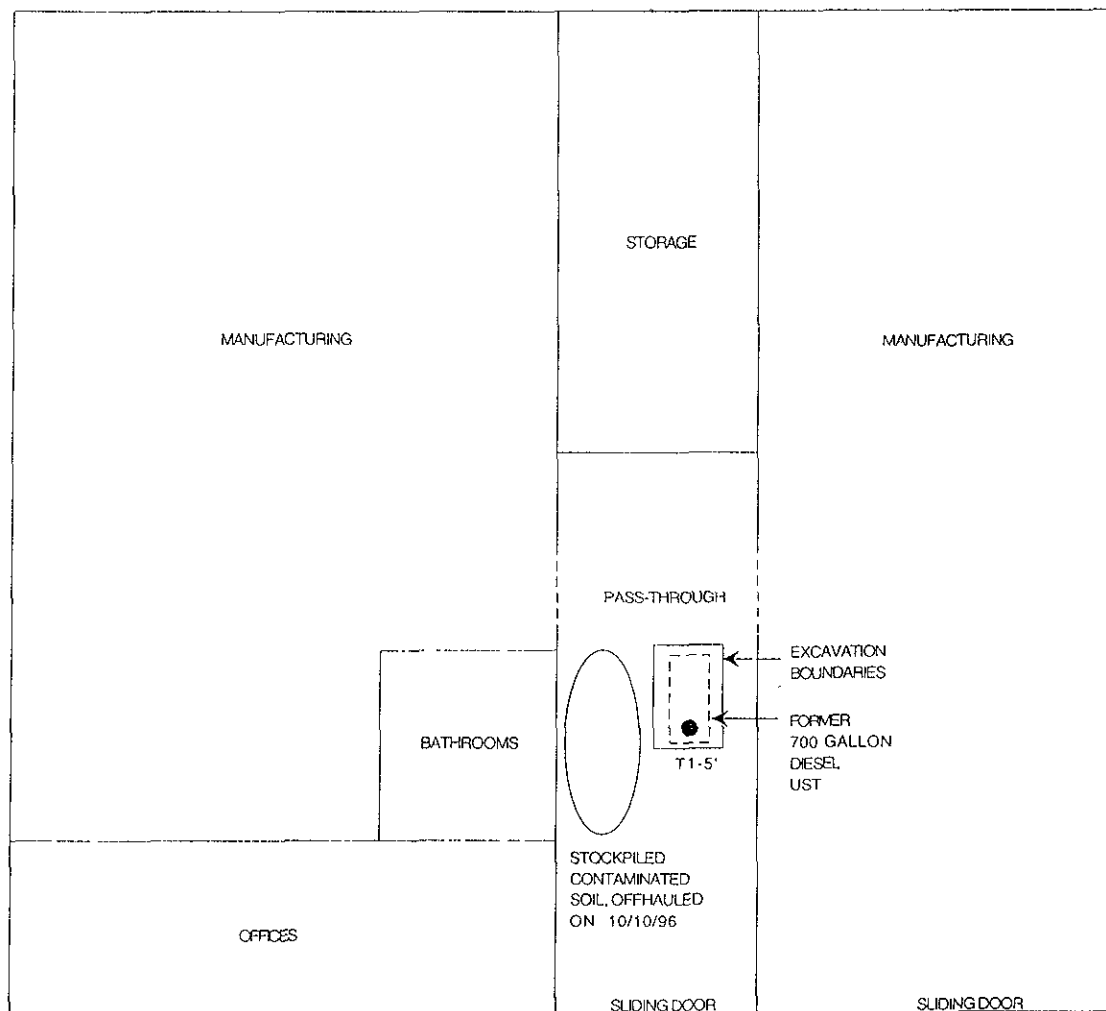 STORAGE
MANUFACTURING
MANUFACTURING
PASS-THROUGH
EXCAVATION
BOUNDARIES
BATHROOMS
FORMER
700 GALLON
DIESEL
UST
T1-5'
STOCKPILED
CONTAMINATED
SOIL, OFFHAULED
ON 10/10/96
OFFICES
SLIDING DOOR
SLIDING DOOR